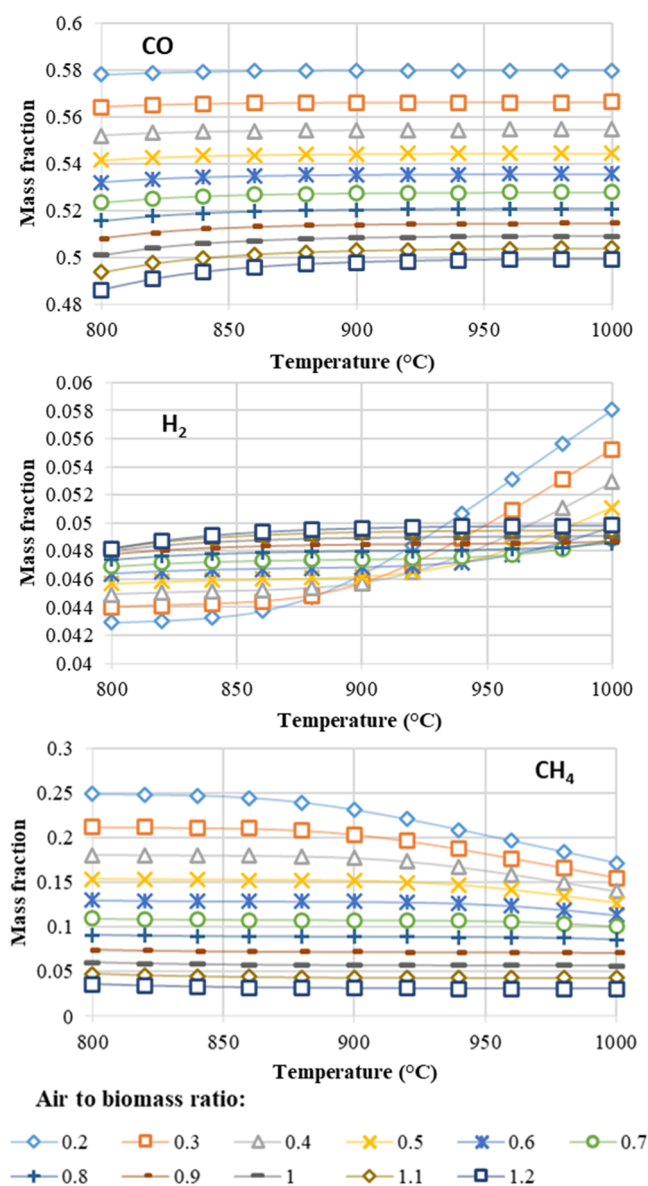 0.6
CO
0.58
0.56
0.54
0.52
0.5
0.48
Mass fraction
800 850 900 950 1000
Temperature (°C)
0.06
H2
0.058
0.056
0.054
0.052
0.05
0.048
0.046
0.044
0.042
0.04
Mass fraction
800 850 900 950 1000
Temperature (°C)
0.3
CH4
0.25
0.2
0.15
0.1
0.05
0
Mass fraction
800 850 900 950 1000
Temperature (°C)
Air to biomass ratio:
0.2 0.3 0.4 0.5 0.6 0.7
0.8 0.9 1 1.1 1.2